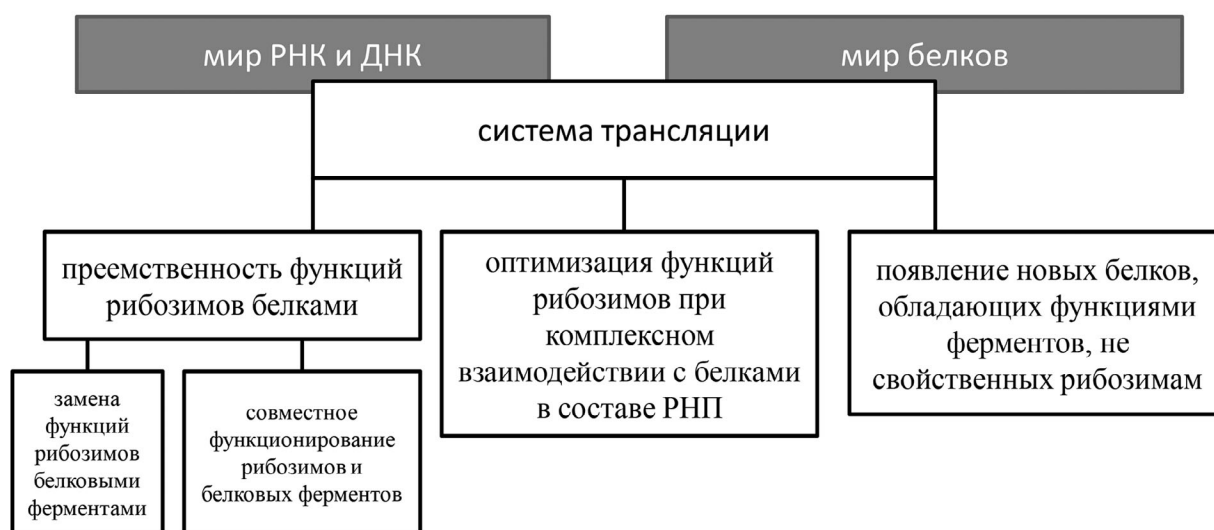 мир РНК и ДНК
мир белков
система трансляции
преемственность функций
рибозимов белками
оптимизация функций
рибозимов при
комплексном
взаимодействии с белками
в составе РНП
появление новых белков,
обладающих функциями
ферментов, не
свойственных рибозимам
замена
функций
рибозимов
белковыми
ферментами
совместное
функционирование
рибозимов и
белковых ферментов